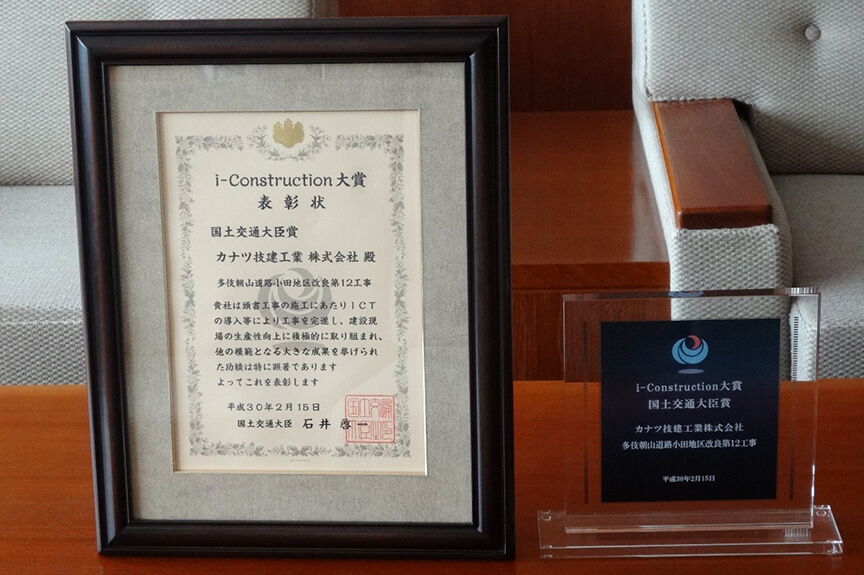 i-Construction大賞
表彰状
国土交通大臣賞
カナツ技建工業 株式会社 殿
多伎朝山道路小田地区改良第12工事
貴社は頭書工事の施工にあたりICT
の導入等により工事を完遂し、建設現
場の生産性向上に積極的に取り組まれ、
他の模範となる大きな成果を挙げられ
た功績は特に顕著であります
よってこれを表彰します
平成30年2月15日
国土交通大臣 石井 啓一
i-Construction大賞
国土交通大臣賞
カナツ技建工業株式会社
多伎朝山道路小田地区改良第12工事
平成30年2月15日